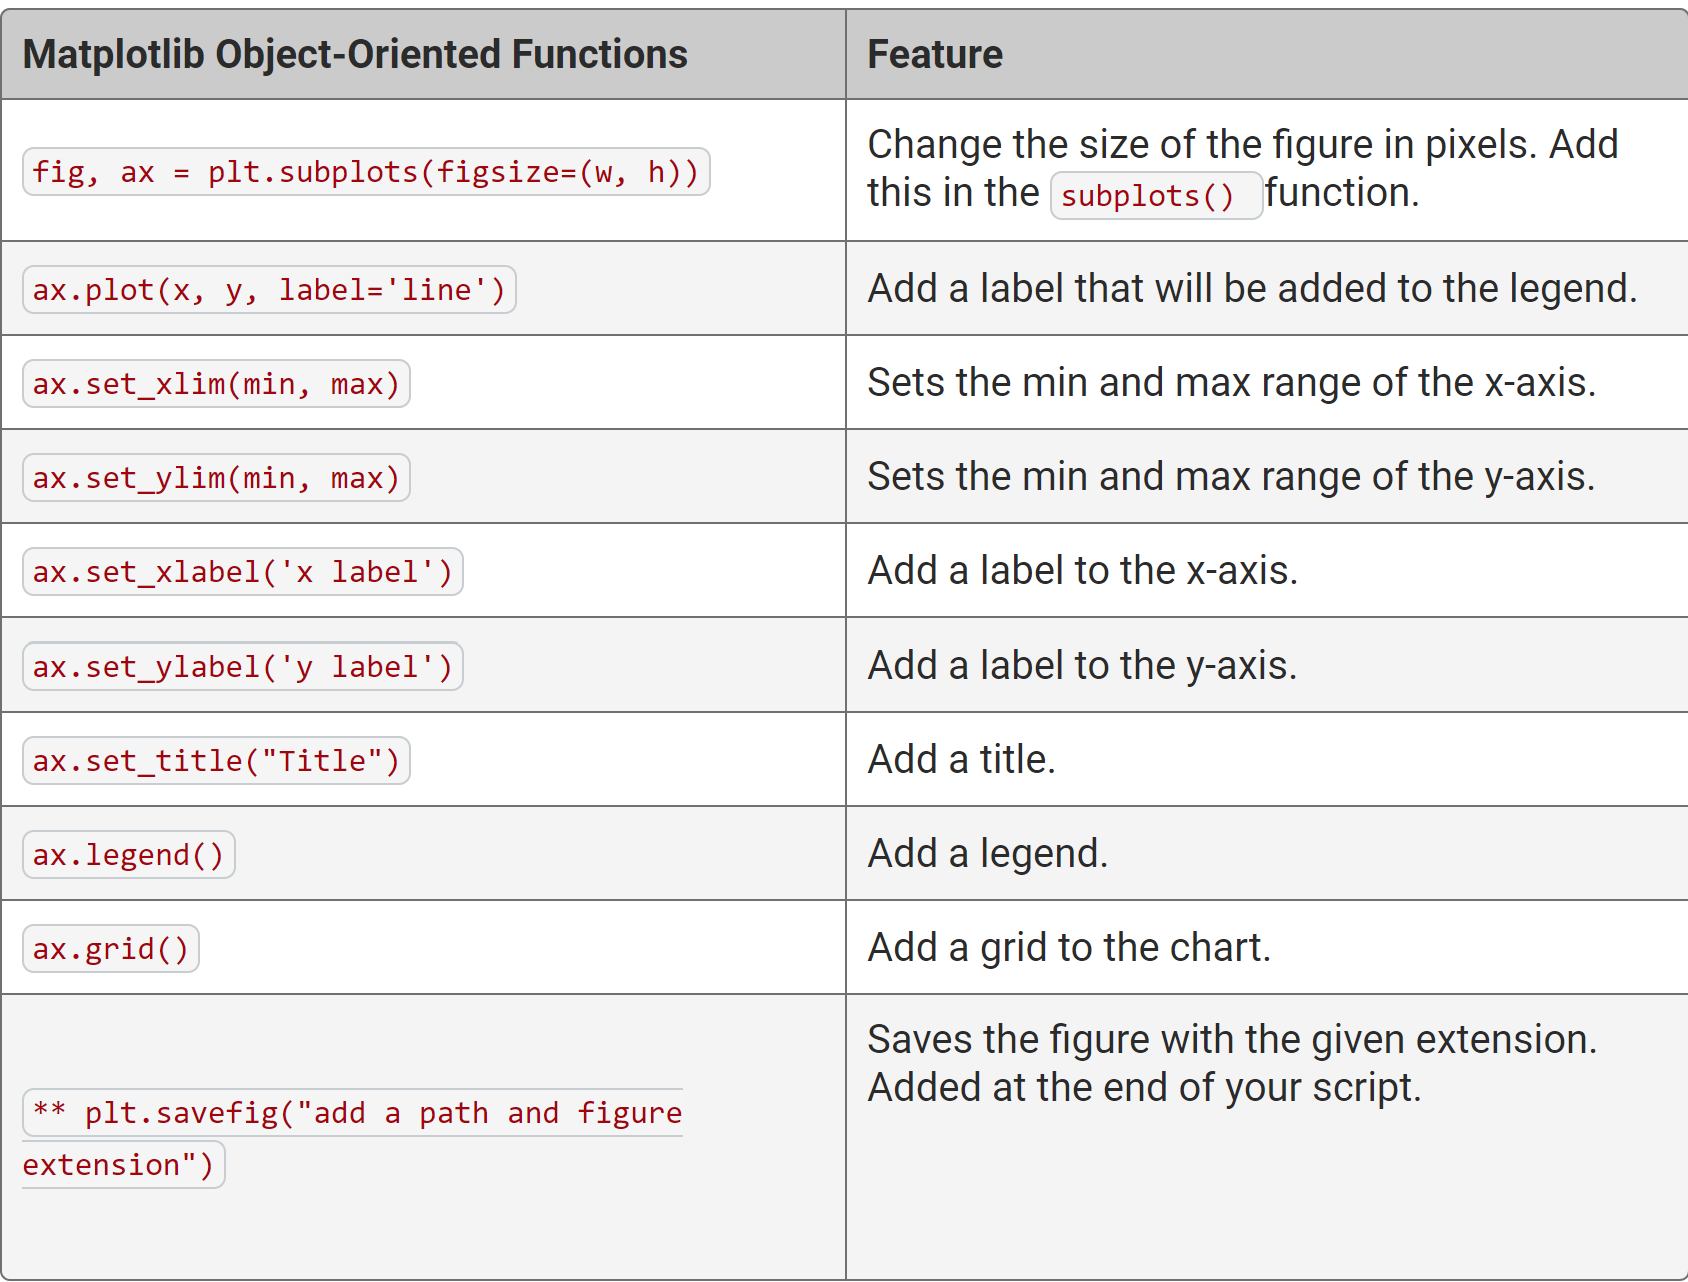 Matplotlib Object-Oriented Functions
Feature
fig, ax = plt.subplots(figsize=(w, h))
Change the size of the figure in pixels. Add
this in the subplots() function.
ax.plot(x, y, label='line')
Add a label that will be added to the legend.
ax.set_xlim(min, max)
Sets the min and max range of the x-axis.
ax.set_ylim(min, max)
Sets the min and max range of the y-axis.
ax.set_xlabel('x label')
Add a label to the x-axis.
ax.set_ylabel('y label')
Add a label to the y-axis.
ax.set_title("Title")
Add a title.
ax.legend()
Add a legend.
ax.grid()
Add a grid to the chart.
** plt.savefig("add a path and figure
extension")
Saves the figure with the given extension.
Added at the end of your script.